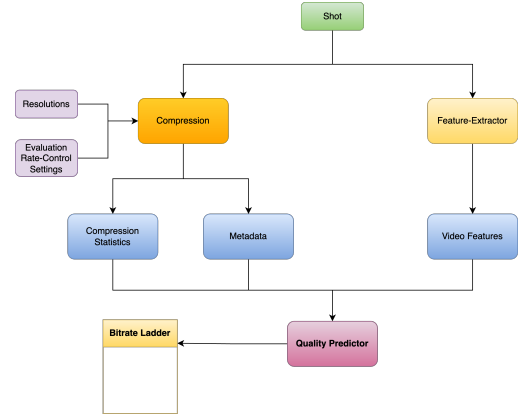 Shot
Resolutions
Compression
Feature-Extractor
Evaluation
Rate-Control
Settings
Compression
Statistics
Metadata
Video Features
Bitrate Ladder
Quality Predictor